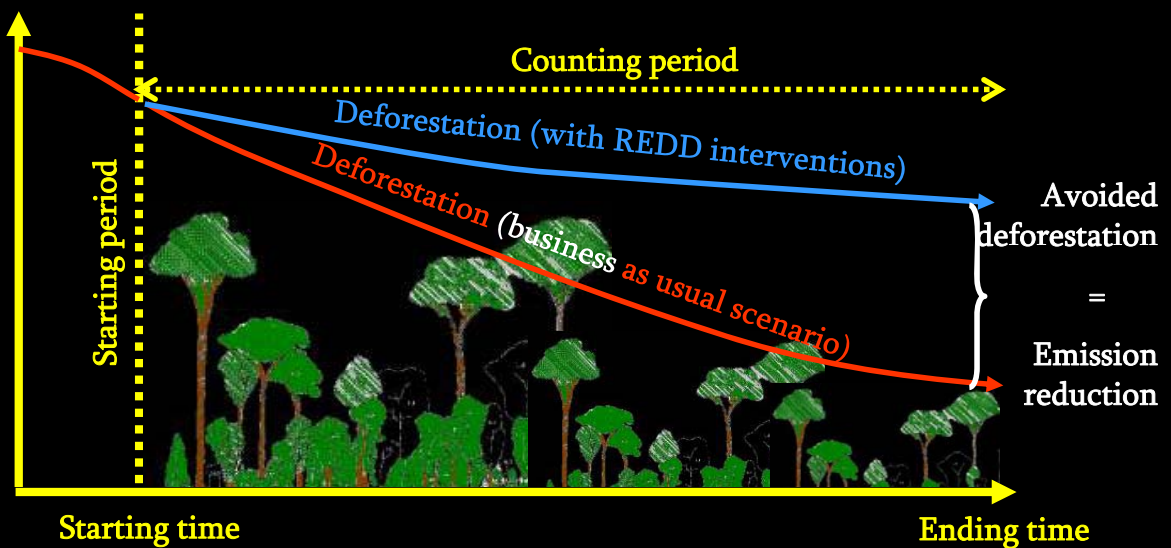 Counting period
Deforestation (with REDD interventions)
Deforestation (business as usual scenario)
Starting period
Avoided
deforestation
=
Emission
reduction
Starting time
Ending time